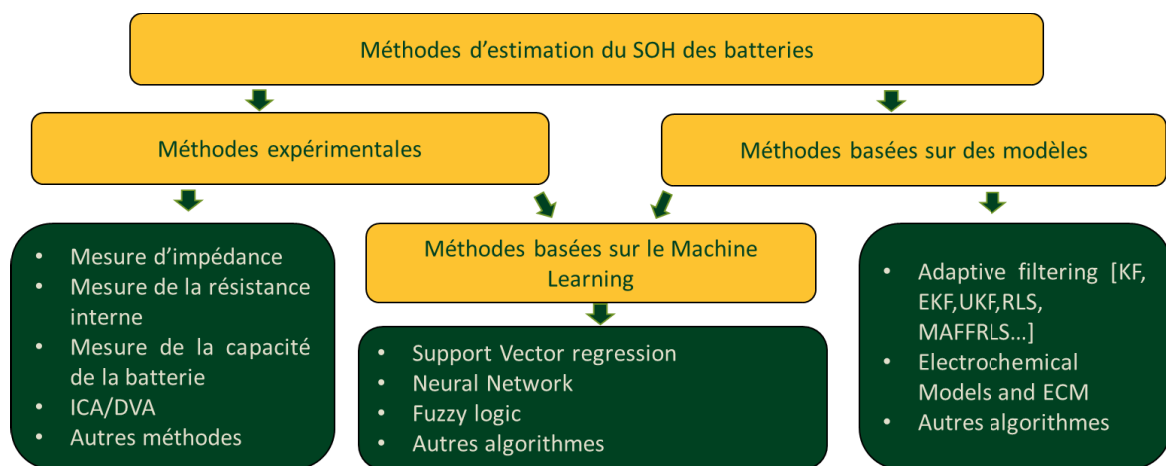 Méthodes d'estimation du SOH des batteries
Méthodes expérimentales
Méthodes basées sur des modèles
• Mesure d'impédance
• Mesure de la résistance
interne
• Mesure de la capacité
de la batterie
• ICA/DVA
• Autres méthodes
Méthodes basées sur le Machine
Learning
• Support Vector regression
• Neural Network
• Fuzzy logic
• Autres algorithmes
• Adaptive filtering [KF,
EKF,UKF,RLS,
MAFFRLS...]
• Electrochemical
Models and ECM
• Autres algorithmes